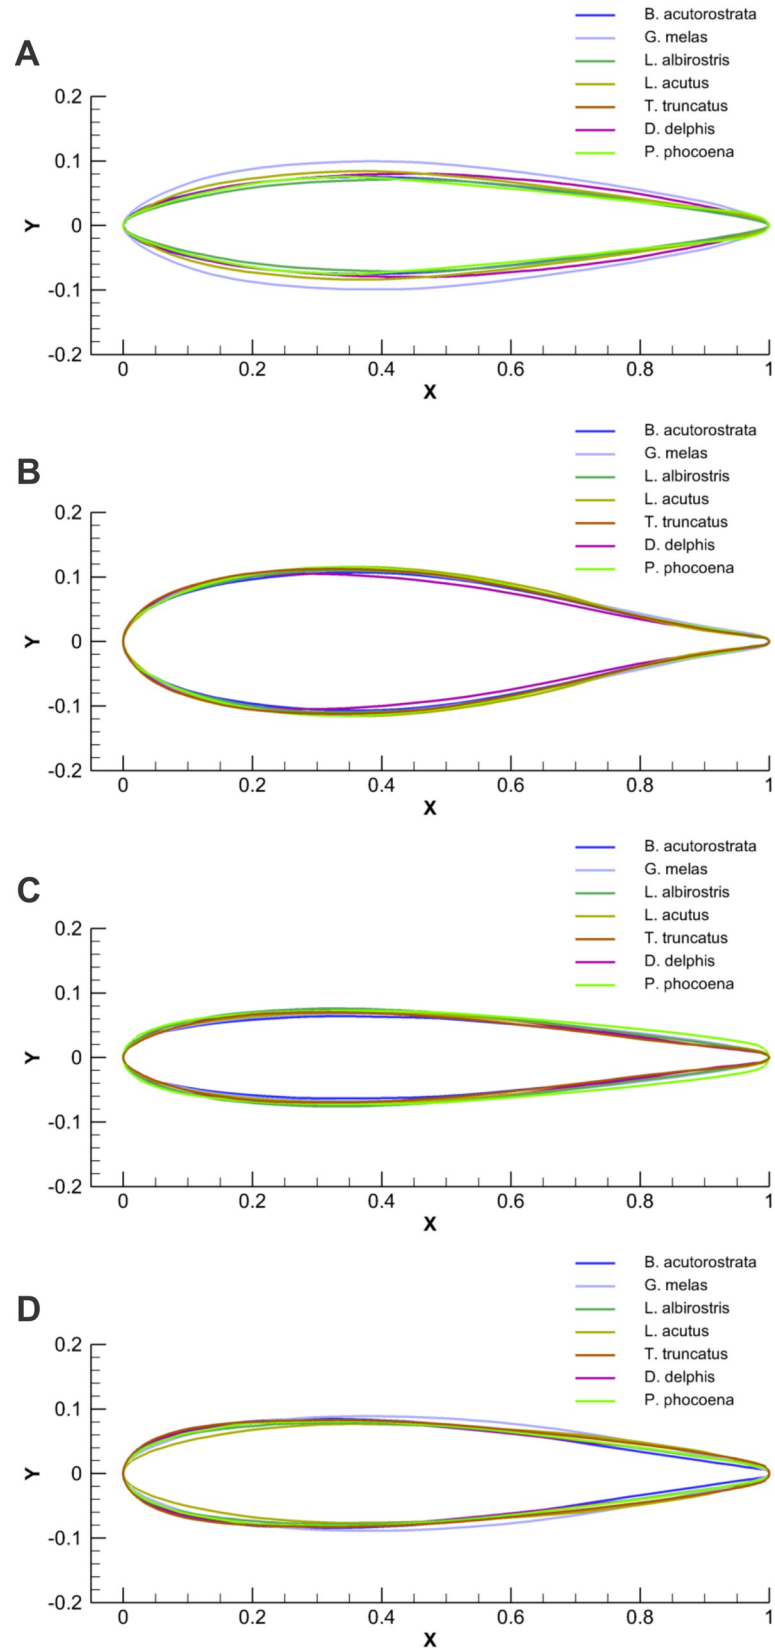 A
B. acutorostrata
G. melas
L. albirostris
L. acutus
T. truncatus
D. delphis
P. phocoena
0.2
0.1
0
-0.1
-0.2
Y
0 0.2 0.4 0.6 0.8 1
X
B
B. acutorostrata
G. melas
L. albirostris
L. acutus
T. truncatus
D. delphis
P. phocoena
0.2
0.1
0
-0.1
-0.2
Y
0 0.2 0.4 0.6 0.8 1
X
C
B. acutorostrata
G. melas
L. albirostris
L. acutus
T. truncatus
D. delphis
P. phocoena
0.2
0.1
0
-0.1
-0.2
Y
0 0.2 0.4 0.6 0.8 1
X
D
B. acutorostrata
G. melas
L. albirostris
L. acutus
T. truncatus
D. delphis
P. phocoena
0.2
0.1
0
-0.1
-0.2
Y
0 0.2 0.4 0.6 0.8 1
X